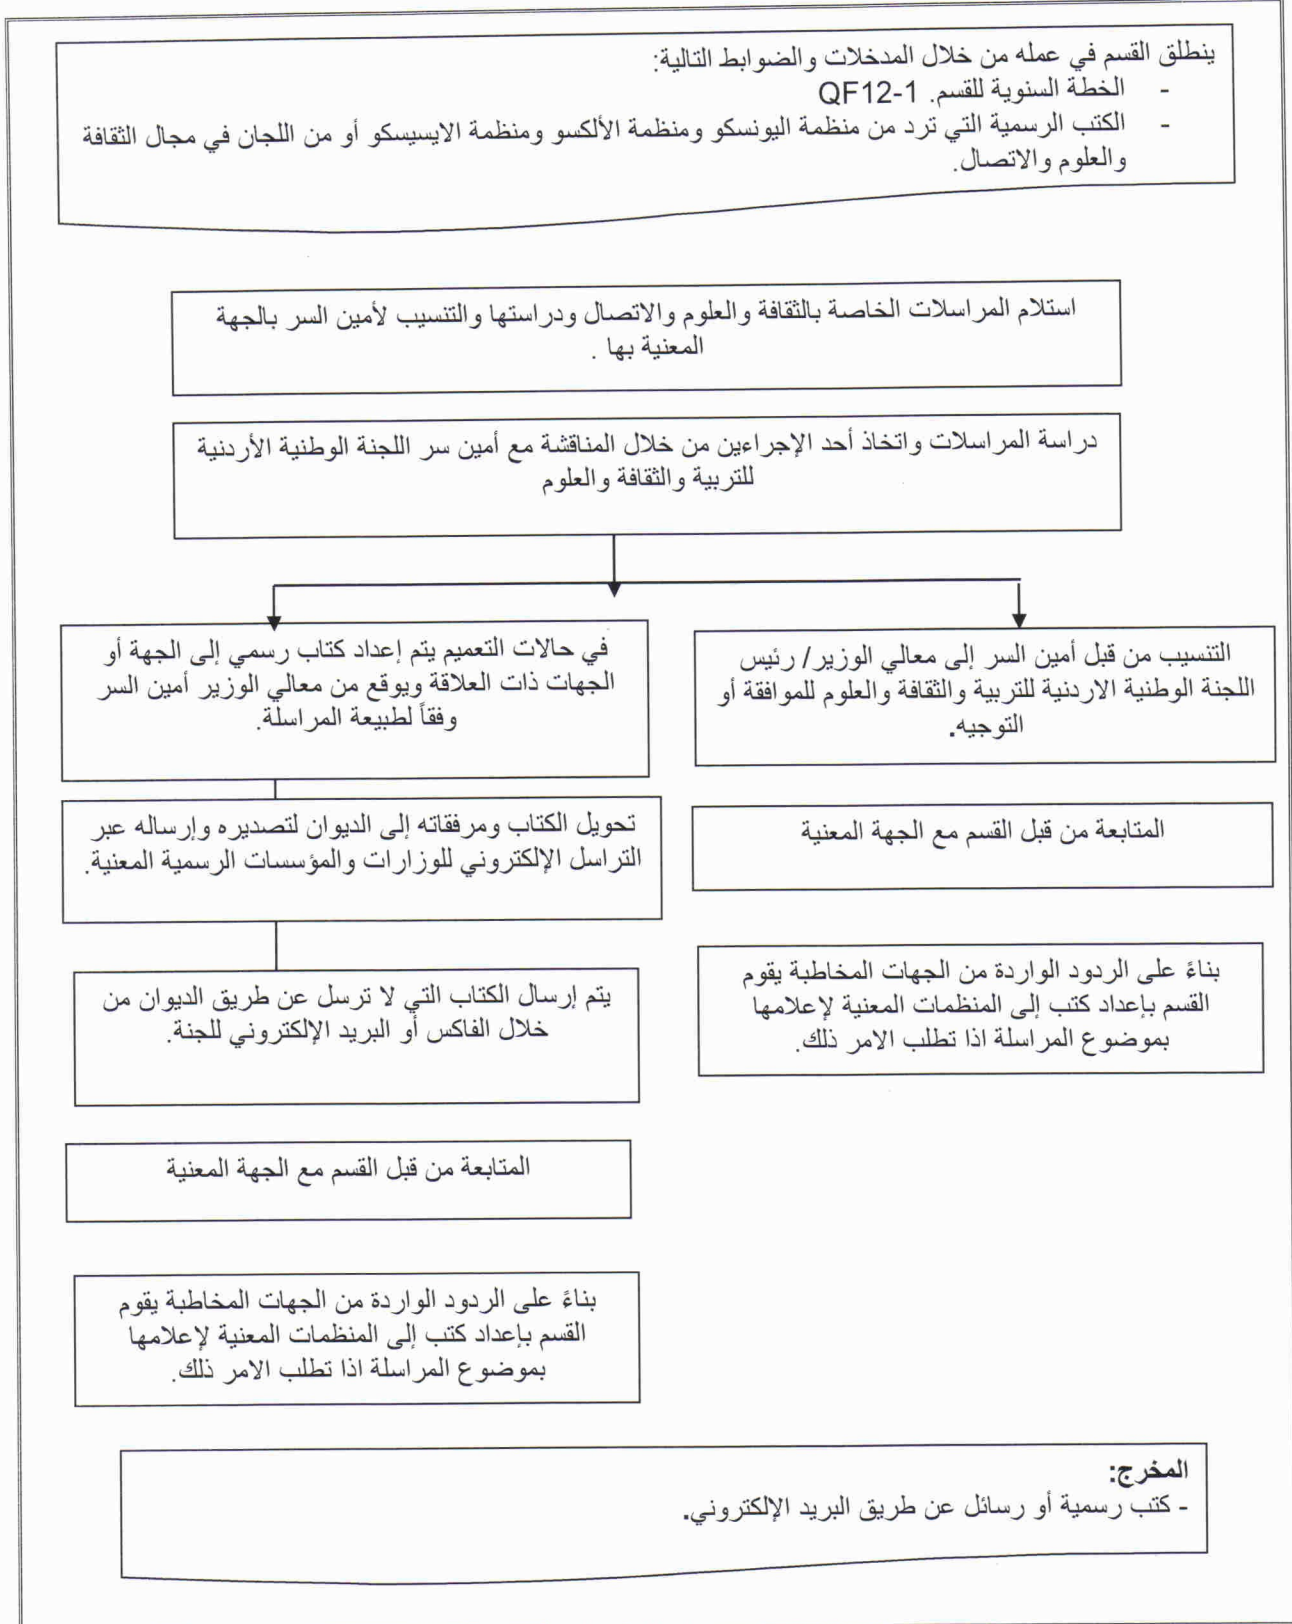 ينطلق القسم في عمله من خلال المدخلات والضوابط التالية:
- الخطة السنوية للقسم. QF12-1
- الكتب الرسمية التي ترد من منظمة اليونسكو ومنظمة الألكسو ومنظمة الايسيسكو أو من اللجان في مجال الثقافة
والعلوم والاتصال.
استلام المراسلات الخاصة بالثقافة والعلوم والاتصال ودراستها والتنسيب لأمين السر بالجهة
المعنية بها .
دراسة المراسلات واتخاذ أحد الإجراءين من خلال المناقشة مع أمين سر اللجنة الوطنية الأردنية
للتربية والثقافة والعلوم
التنسيب من قبل أمين السر إلى معالي الوزير/ رئيس
اللجنة الوطنية الاردنية للتربية والثقافة والعلوم للموافقة أو
التوجيه.
المتابعة من قبل القسم مع الجهة المعنية
بناءً على الردود الواردة من الجهات المخاطبة يقوم
القسم بإعداد كتب إلى المنظمات المعنية لإعلامها
بموضوع المراسلة اذا تطلب الامر ذلك.
في حالات التعميم يتم إعداد كتاب رسمي إلى الجهة أو
الجهات ذات العلاقة ويوقع من معالي الوزير أمين السر
وفقاً لطبيعة المراسلة.
تحويل الكتاب ومرفقاته إلى الديوان لتصديره وإرساله عبر
التراسل الإلكتروني للوزارات والمؤسسات الرسمية المعنية.
يتم إرسال الكتاب التي لا ترسل عن طريق الديوان من
خلال الفاكس أو البريد الإلكتروني للجنة.
المتابعة من قبل القسم مع الجهة المعنية
بناءً على الردود الواردة من الجهات المخاطبة يقوم
القسم بإعداد كتب إلى المنظمات المعنية لإعلامها
بموضوع المراسلة اذا تطلب الامر ذلك.
المخرج:
- كتب رسمية أو رسائل عن طريق البريد الإلكتروني.